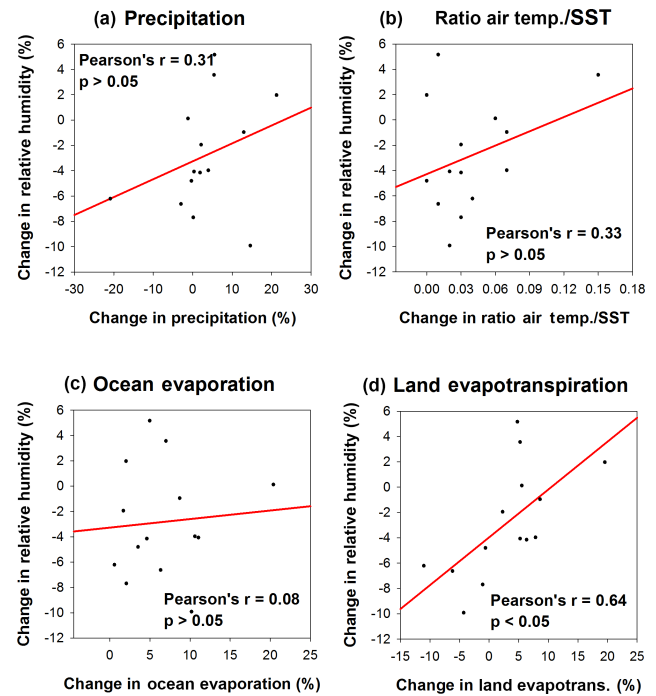 (a) Precipitation
Change in relative humidity (%)
6
4
2
0
-2
-4
-6
-8
-10
-12
Pearson's r = 0.31
p > 0.05
-30 -20 -10 0 10 20 30
Change in precipitation (%)
(b) Ratio air temp./SST
Change in relative humidity (%)
6
4
2
0
-2
-4
-6
-8
-10
-12
Pearson's r = 0.33
p > 0.05
0.00 0.03 0.06 0.09 0.12 0.15 0.18
Change in ratio air temp./SST
(c) Ocean evaporation
Change in relative humidity (%)
6
4
2
0
-2
-4
-6
-8
-10
-12
Pearson's r = 0.08
p > 0.05
0 5 10 15 20 25
Change in ocean evaporation (%)
(d) Land evapotranspiration
Change in relative humidity (%)
6
4
2
0
-2
-4
-6
-8
-10
-12
Pearson's r = 0.64
p < 0.05
-15 -10 -5 0 5 10 15 20 25
Change in land evapotrans. (%)